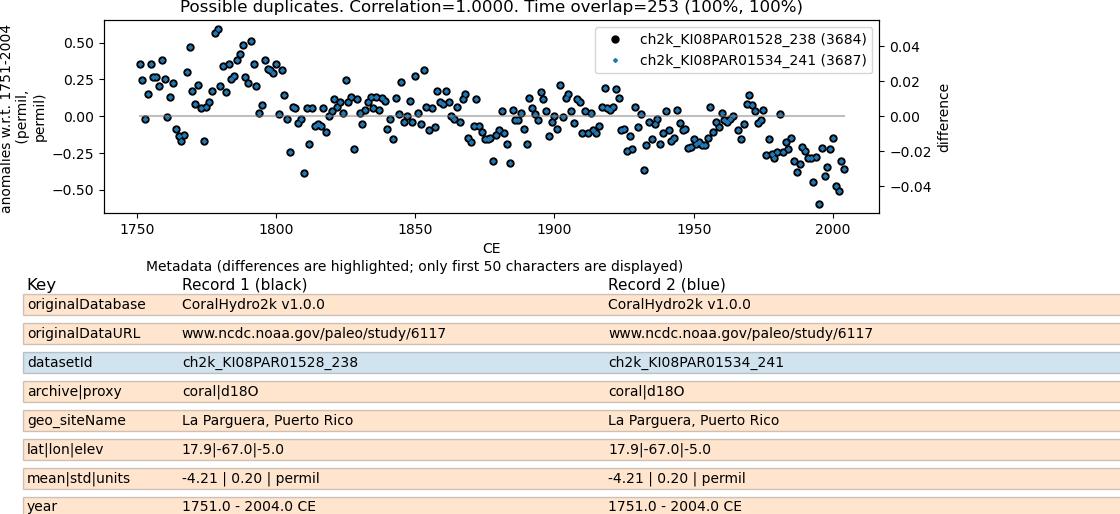 Possible duplicates. Correlation=1.0000. Time overlap=253 (100%, 100%)
anomalies w.r.t. 1751-2004
(permil,
permil)
0.50
0.25
0.00
−0.25
−0.50
ch2k_KI08PAR01528_238 (3684)
ch2k_KI08PAR01534_241 (3687)
0.04
0.02
0.00
−0.02
−0.04
difference
1750 1800 1850 1900 1950 2000
CE
Metadata (differences are highlighted; only first 50 characters are displayed)
Key Record 1 (black) Record 2 (blue)
originalDatabase CoralHydro2k v1.0.0 CoralHydro2k v1.0.0
originalDataURL www.ncdc.noaa.gov/paleo/study/6117 www.ncdc.noaa.gov/paleo/study/6117
datasetId ch2k_KI08PAR01528_238 ch2k_KI08PAR01534_241
archive|proxy coral|d18O coral|d18O
geo_siteName La Parguera, Puerto Rico La Parguera, Puerto Rico
lat|lon|elev 17.9|-67.0|-5.0 17.9|-67.0|-5.0
mean|std|units -4.21 | 0.20 | permil -4.21 | 0.20 | permil
year 1751.0 - 2004.0 CE 1751.0 - 2004.0 CE